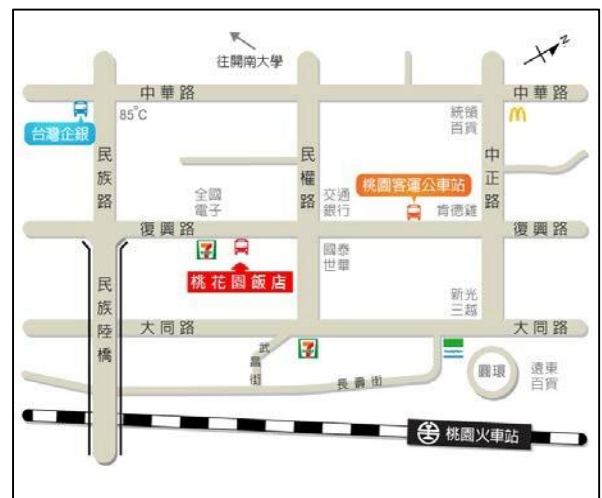 往開南大學
N
中華路
中華路
台灣企銀
85°C
統領
百貨
民族路
民權路
中正路
全國
電子
交通
銀行
桃園客運公車站
肯德雞
復興路
復興路
7
桃花園飯店
國泰
世華
民族陸橋
新光
三越
大同路
大同路
武昌街
7
FamilyMart
長壽街
圓環
遠東
百貨
桃園火車站